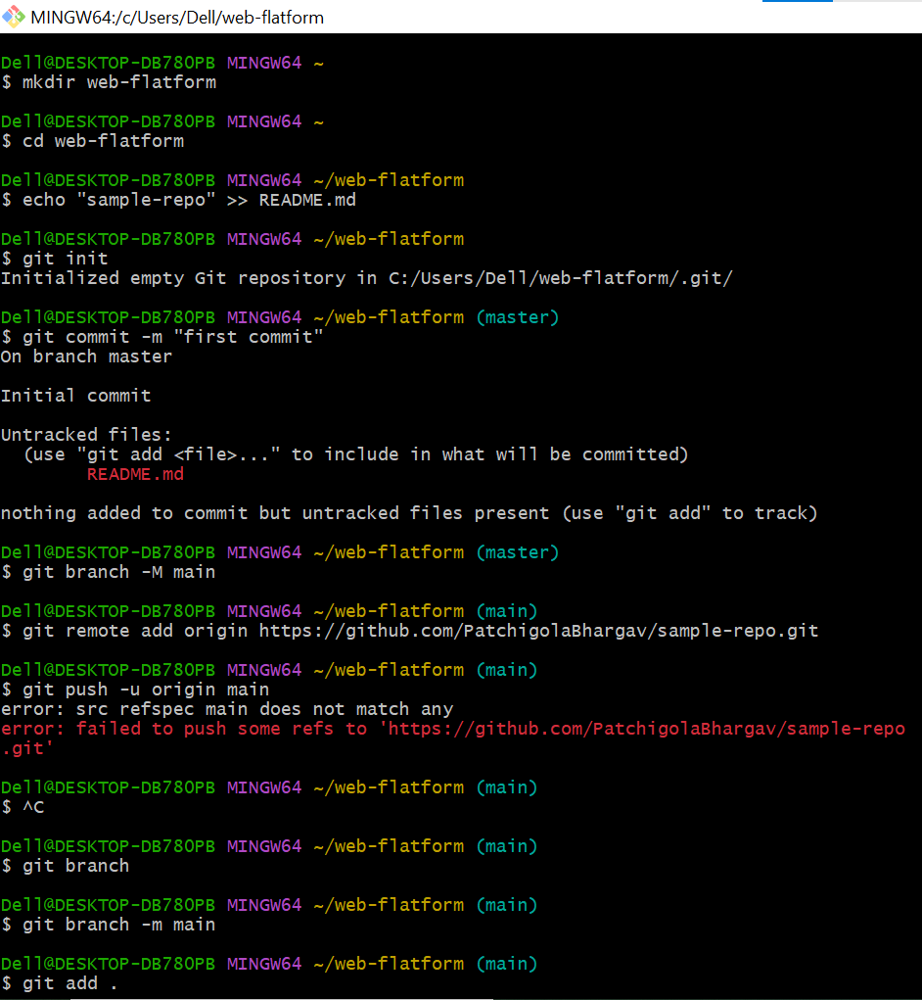 MINGW64:/c/Users/Dell/web-flatform
Dell@DESKTOP-DB780PB MINGW64 ~
$ mkdir web-flatform
Dell@DESKTOP-DB780PB MINGW64 ~
$ cd web-flatform
Dell@DESKTOP-DB780PB MINGW64 ~/web-flatform
$ echo "sample-repo" >> README.md
Dell@DESKTOP-DB780PB MINGW64 ~/web-flatform
$ git init
Initialized empty Git repository in C:/Users/Dell/web-flatform/.git/
Dell@DESKTOP-DB780PB MINGW64 ~/web-flatform (master)
$ git commit -m "first commit"
On branch master
Initial commit
Untracked files:
(use "git add <file>..." to include in what will be committed)
README.md
nothing added to commit but untracked files present (use "git add" to track)
Dell@DESKTOP-DB780PB MINGW64 ~/web-flatform (master)
$ git branch -M main
Dell@DESKTOP-DB780PB MINGW64 ~/web-flatform (main)
$ git remote add origin https://github.com/PatchigolaBhargav/sample-repo.git
Dell@DESKTOP-DB780PB MINGW64 ~/web-flatform (main)
$ git push -u origin main
error: src refspec main does not match any
error: failed to push some refs to 'https://github.com/PatchigolaBhargav/sample-repo
.git'
Dell@DESKTOP-DB780PB MINGW64 ~/web-flatform (main)
$ ^C
Dell@DESKTOP-DB780PB MINGW64 ~/web-flatform (main)
$ git branch
Dell@DESKTOP-DB780PB MINGW64 ~/web-flatform (main)
$ git branch -m main
Dell@DESKTOP-DB780PB MINGW64 ~/web-flatform (main)
$ git add .